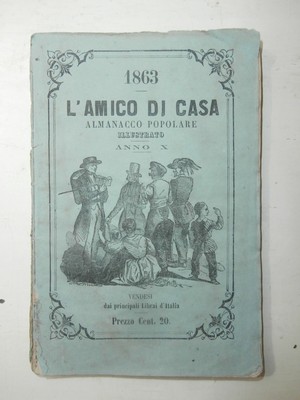 1863
L'AMICO DI CASA
ALMANACCO POPOLARE
ILLUSTRATO
ANNO X
VENDESI
dai principali Librai d'Italia
Prezzo Cent. 20.